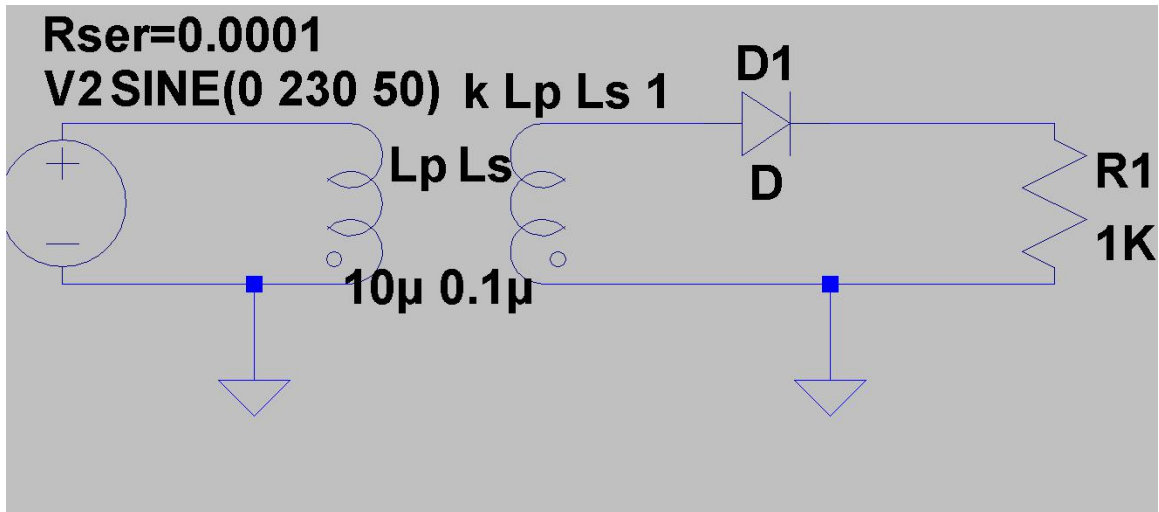 Rser=0.0001
V2 SINE(0 230 50) k Lp Ls 1
D1
Lp Ls
D
R1
1K
10µ 0.1µ